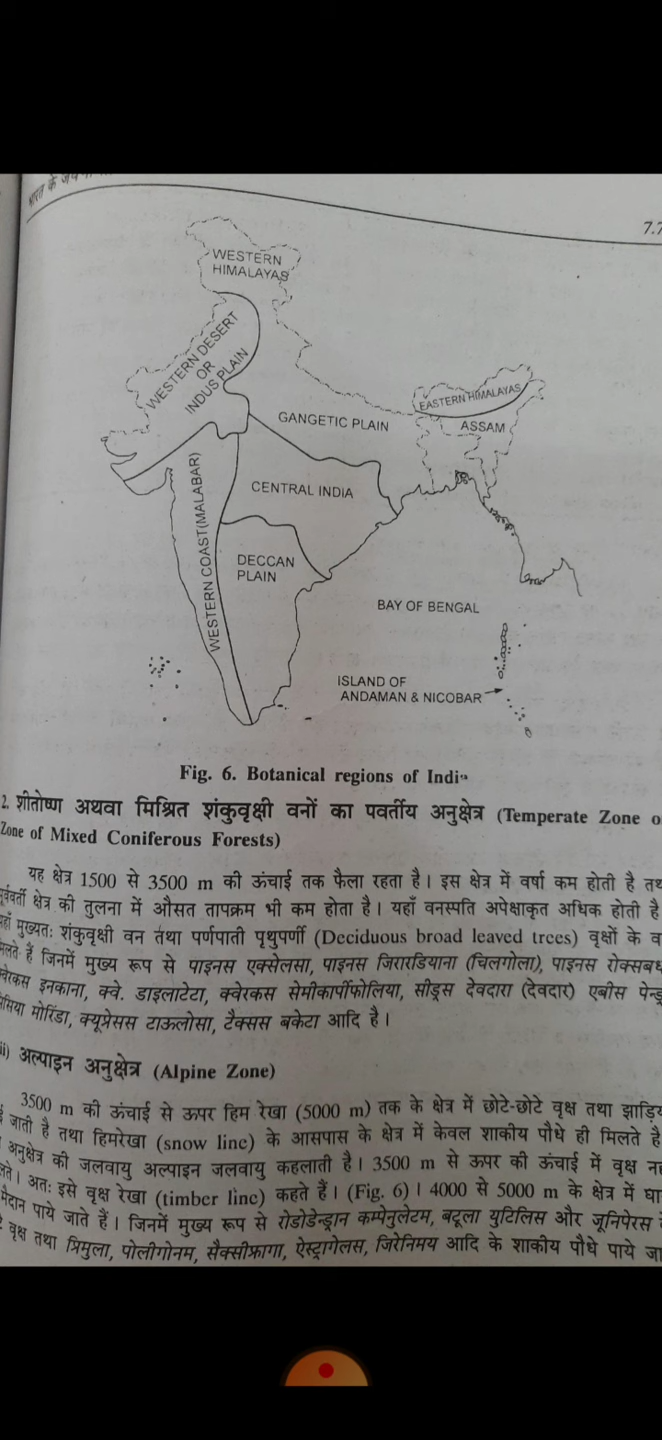 भारत के
7.7
WESTERN
HIMALAYAS
WESTERN DESERT
OR
INDUS PLAIN
GANGETIC PLAIN
EASTERN HIMALAYAS
ASSAM
CENTRAL INDIA
WESTERN COAST(MALABAR)
DECCAN
PLAIN
BAY OF BENGAL
ISLAND OF
ANDAMAN & NICOBAR
Fig. 6. Botanical regions of India
2. शीतोष्ण अथवा मिश्रित शंकुवृक्षी वनों का पवर्तीय अनुक्षेत्र (Temperate Zone o
Zone of Mixed Coniferous Forests)
यह क्षेत्र 1500 से 3500 m की ऊंचाई तक फैला रहता है। इस क्षेत्र में वर्षा कम होती है तथ
पूर्ववर्ती क्षेत्र की तुलना में औसत तापक्रम भी कम होता है। यहाँ वनस्पति अपेक्षाकृत अधिक होती है
यहाँ मुख्यतः शंकुवृक्षी वन तथा पर्णपाती पृथुपर्णी (Deciduous broad leaved trees) वृक्षों के व
मिलते हैं जिनमें मुख्य रूप से पाइनस एक्सेलसा, पाइनस जिरारडियाना (चिलगोला), पाइनस रोक्सबर्घ
क्वेरकस इनकाना, क्वे. डाइलाटेटा, क्वेरकस सेमीकार्पीफोलिया, सीड्रस देवदारा (देवदार) एबीस पेन्ड्
मोरिंडा, क्यूप्रेसस टाऊलोसा, टैक्सस बकेटा आदि है।
ii) अल्पाइन अनुक्षेत्र (Alpine Zone)
3500 m की ऊंचाई से ऊपर हिम रेखा (5000 m) तक के क्षेत्र में छोटे-छोटे वृक्ष तथा झाड़िय
जाती है तथा हिमरेखा (snow line) के आसपास के क्षेत्र में केवल शाकीय पौधे ही मिलते है
अनुक्षेत्र की जलवायु अल्पाइन जलवायु कहलाती है। 3500 m से ऊपर की ऊंचाई में वृक्ष नह
अतः इसे वृक्ष रेखा (timber line) कहते हैं। (Fig. 6)। 4000 से 5000 m के क्षेत्र में घा
मैदान पाये जाते हैं। जिनमें मुख्य रूप से रोडोडेन्ड्रान कम्पेनुलेटम, बटूला युटिलिस और जूनिपेरस
वृक्ष तथा प्रिमुला, पोलीगोनम, सैक्सीफ्रागा, ऐस्ट्रागेलस, जिरेनिमय आदि के शाकीय पौधे पाये जा